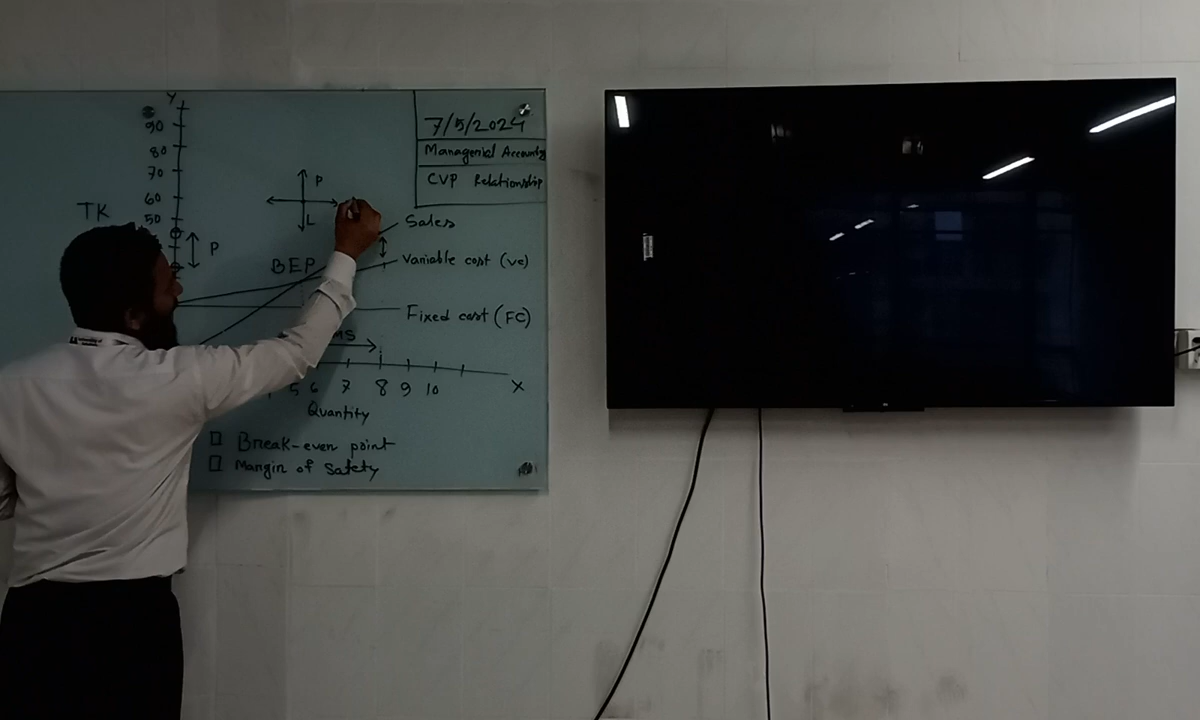 7/5/2024
Managerial Accounting
CVP Relationship
Y
90
80
70
60
50
TK
P
P
L
Sales
BEP
Variable cost (vc)
Fixed cost (FC)
MS
5 6 7 8 9 10 X
Quantity
Break-even point
Margin of Safety